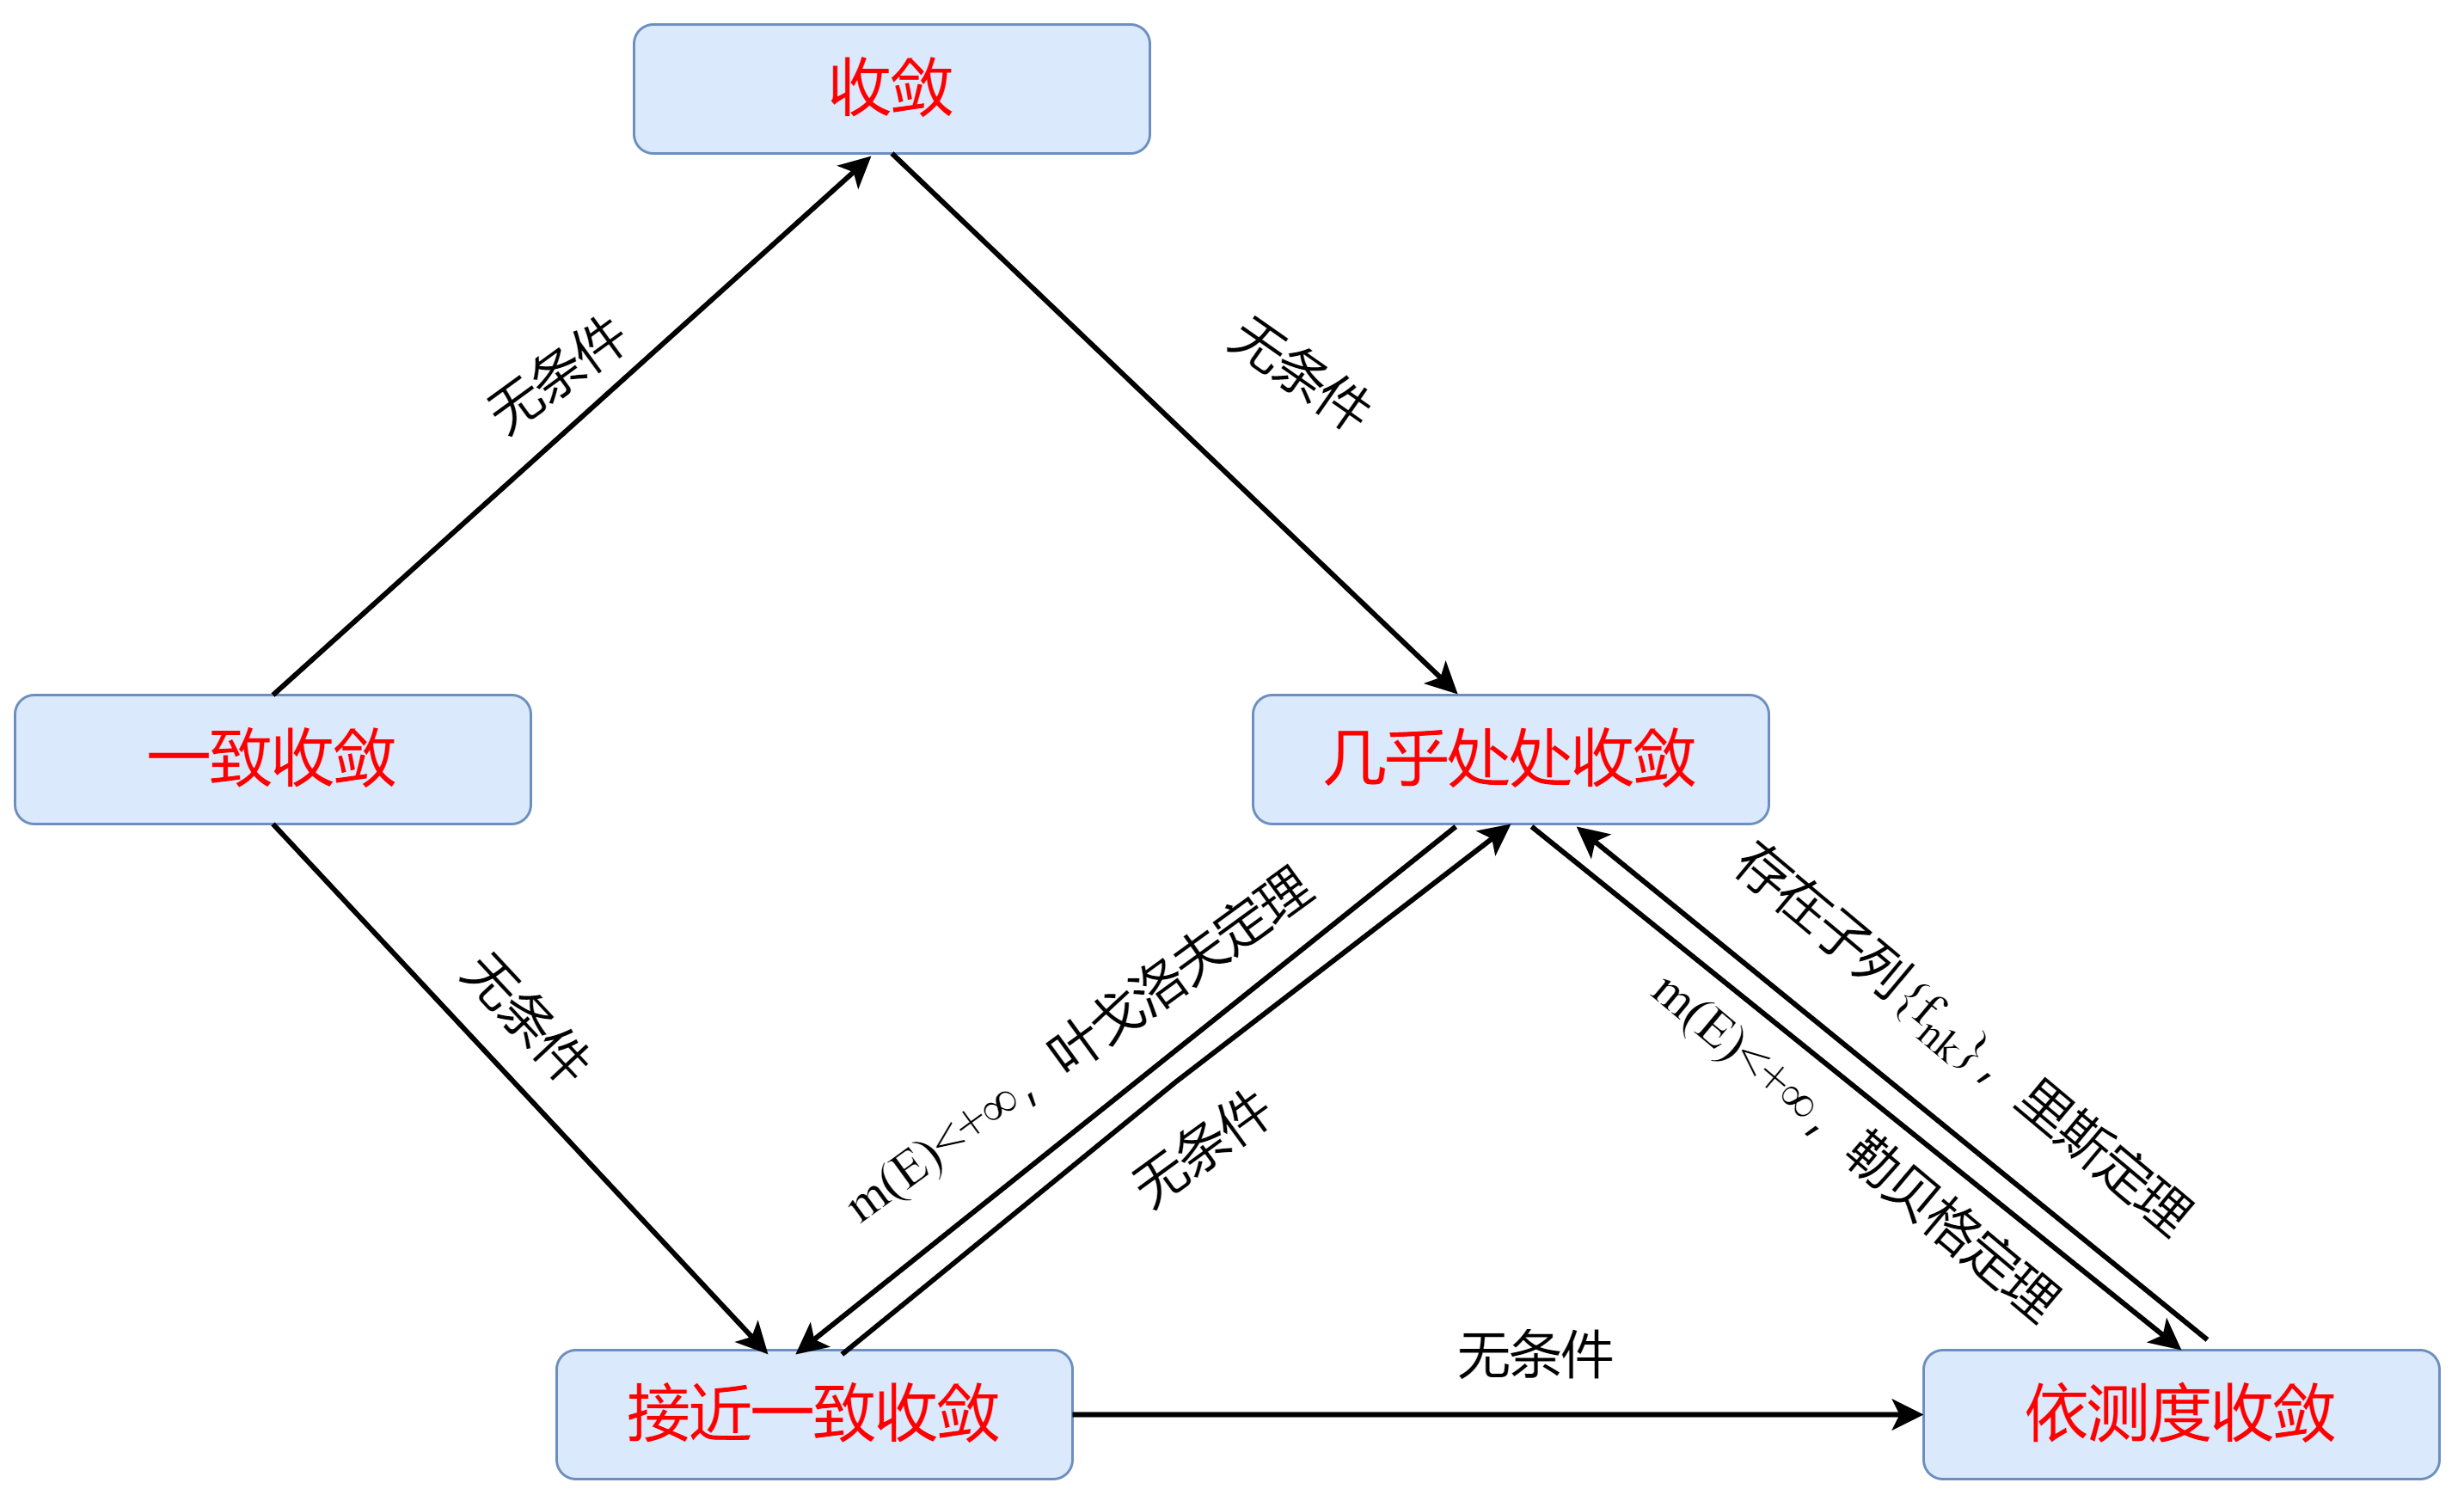 收敛
无条件
无条件
一致收敛
几乎处处收敛
无条件
m(E)<+∞，叶戈洛夫定理
无条件
存在子列{f nk}，里斯定理
m(E)<+∞，勒贝格定理
无条件
接近一致收敛
依测度收敛